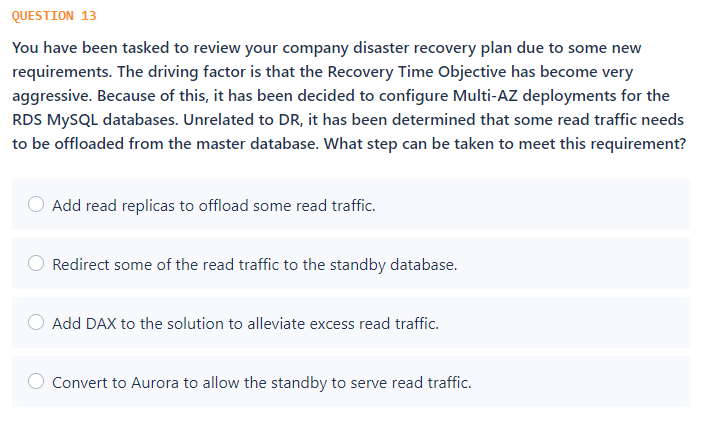 QUESTION 13
You have been tasked to review your company disaster recovery plan due to some new
requirements. The driving factor is that the Recovery Time Objective has become very
aggressive. Because of this, it has been decided to configure Multi-AZ deployments for the
RDS MySQL databases. Unrelated to DR, it has been determined that some read traffic needs
to be offloaded from the master database. What step can be taken to meet this requirement?
Add read replicas to offload some read traffic.
Redirect some of the read traffic to the standby database.
Add DAX to the solution to alleviate excess read traffic.
Convert to Aurora to allow the standby to serve read traffic.